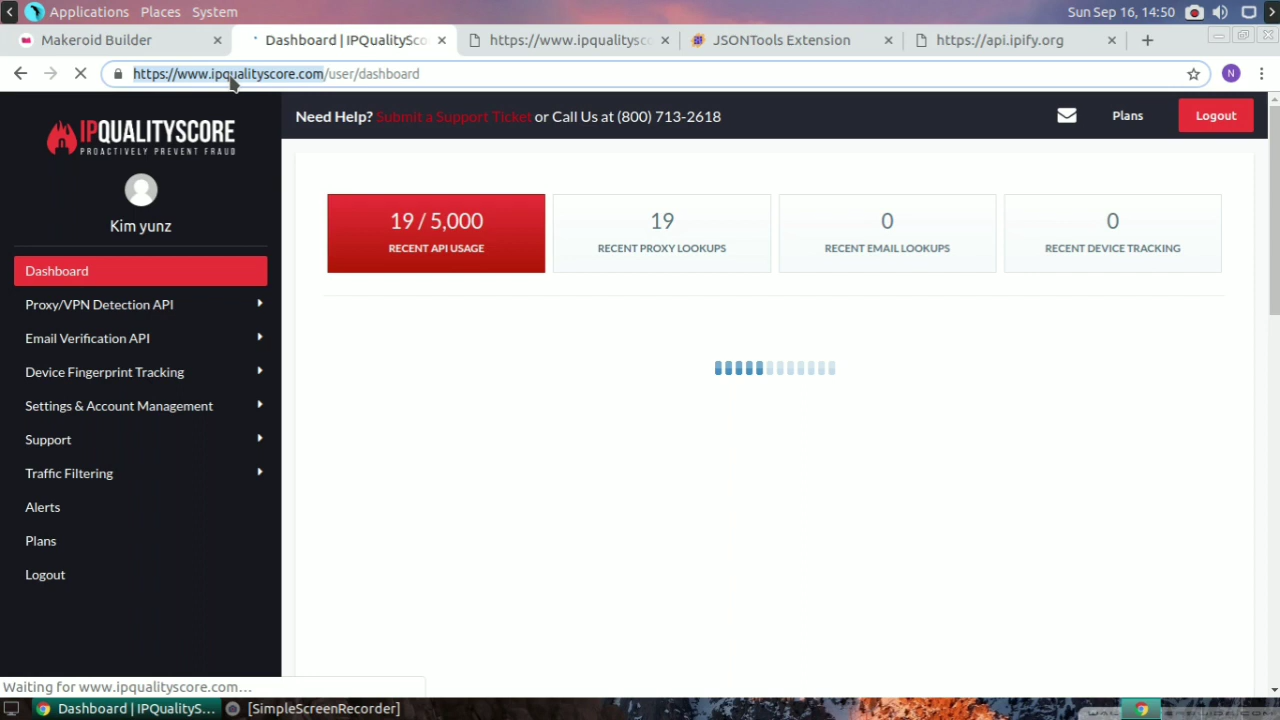 Applications Places System
Sun Sep 16, 14:50
Makeroid Builder
Dashboard | IPQualitySco
https://www.ipqualitysc
JSONTools Extension
https://api.ipify.org
https://www.ipqualityscore.com/user/dashboard
N
IPQUALITYSCORE
PROACTIVELY PREVENT FRAUD
Need Help? Submit a Support Ticket or Call Us at (800) 713-2618
Plans
Logout
Kim yunz
Dashboard
Proxy/VPN Detection API
Email Verification API
Device Fingerprint Tracking
Settings & Account Management
Support
Traffic Filtering
Alerts
Plans
Logout
19 / 5,000
RECENT API USAGE
19
RECENT PROXY LOOKUPS
0
RECENT EMAIL LOOKUPS
0
RECENT DEVICE TRACKING
Waiting for www.ipqualityscore.com...
Dashboard | IPQualityS...
[SimpleScreenRecorder]